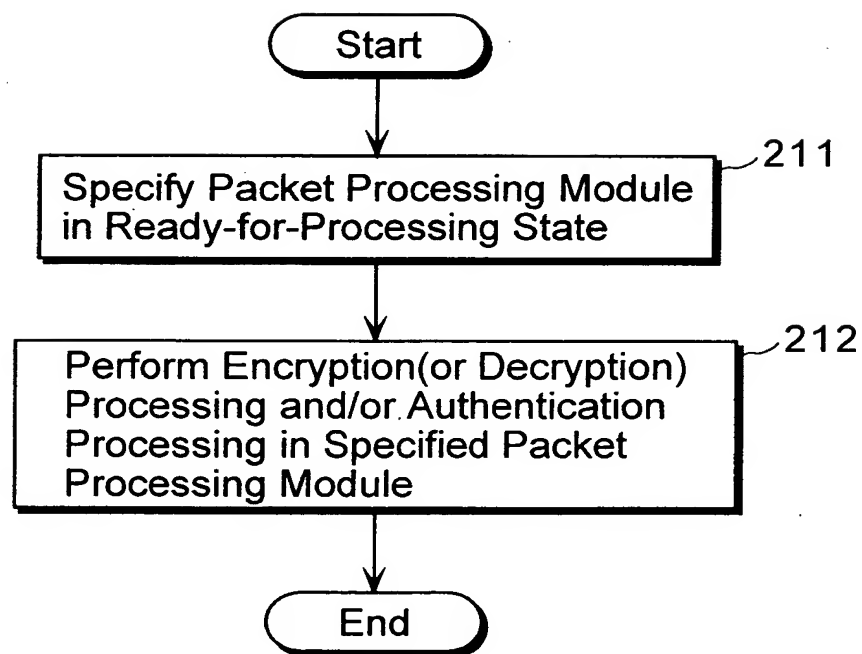 Start
211
Specify Packet Processing Module
in Ready-for-Processing State
212
Perform Encryption(or Decryption)
Processing and/or Authentication
Processing in Specified Packet
Processing Module
End